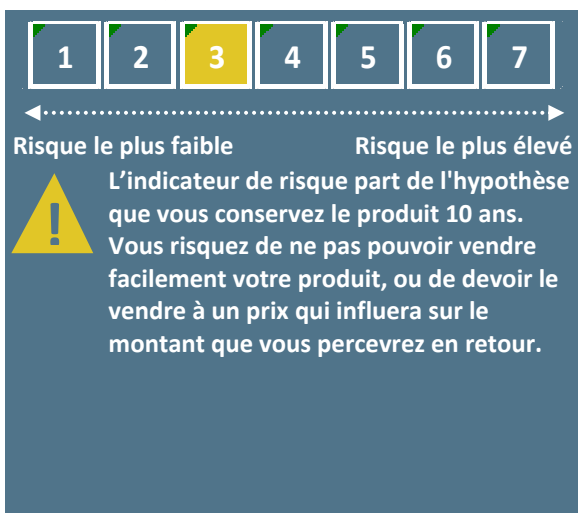 1 2 3 4 5 6 7
Risque le plus faible Risque le plus élevé
L’indicateur de risque part de l'hypothèse
que vous conservez le produit 10 ans.
Vous risquez de ne pas pouvoir vendre
facilement votre produit, ou de devoir le
vendre à un prix qui influera sur le
montant que vous percevrez en retour.